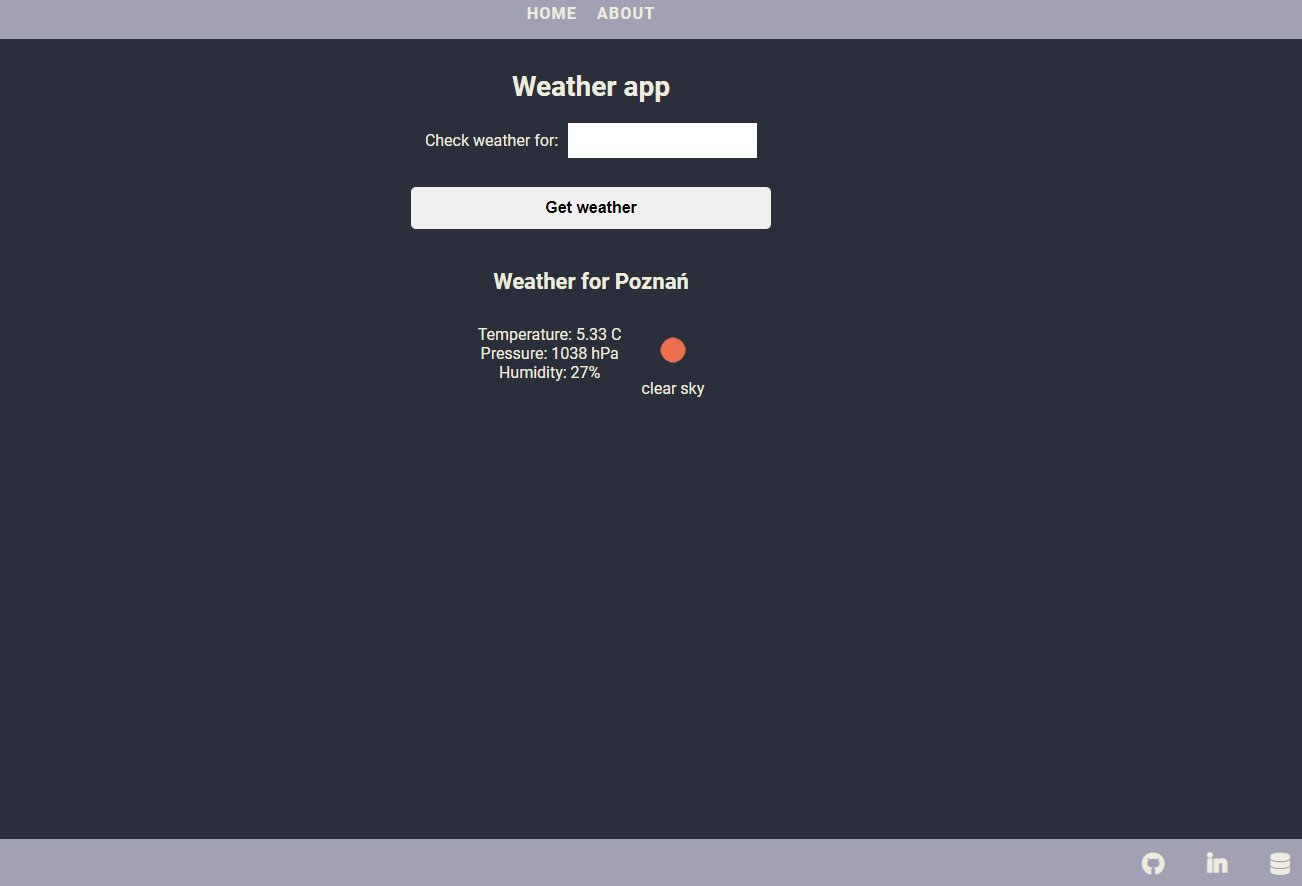 HOME ABOUT
Weather app
Check weather for:
Get weather
Weather for Poznań
Temperature: 5.33 C
Pressure: 1038 hPa
Humidity: 27%
clear sky